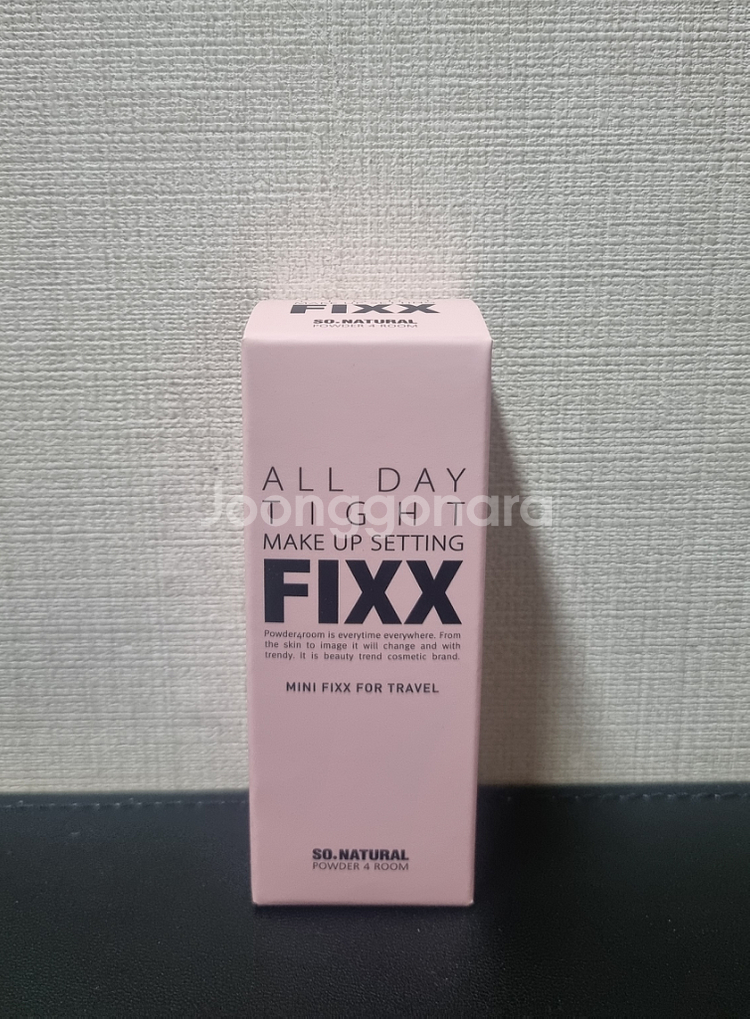 FIXX
SO.NATURAL
POWDER 4 ROOM
ALL DAY
TIGHT
Joonggonara
MAKE UP SETTING
FIXX
Powder4room is everytime everywhere. From
the skin to image it will change and with
trendy. It is beauty trend cosmetic brand.
MINI FIXX FOR TRAVEL
SO.NATURAL
POWDER 4 ROOM